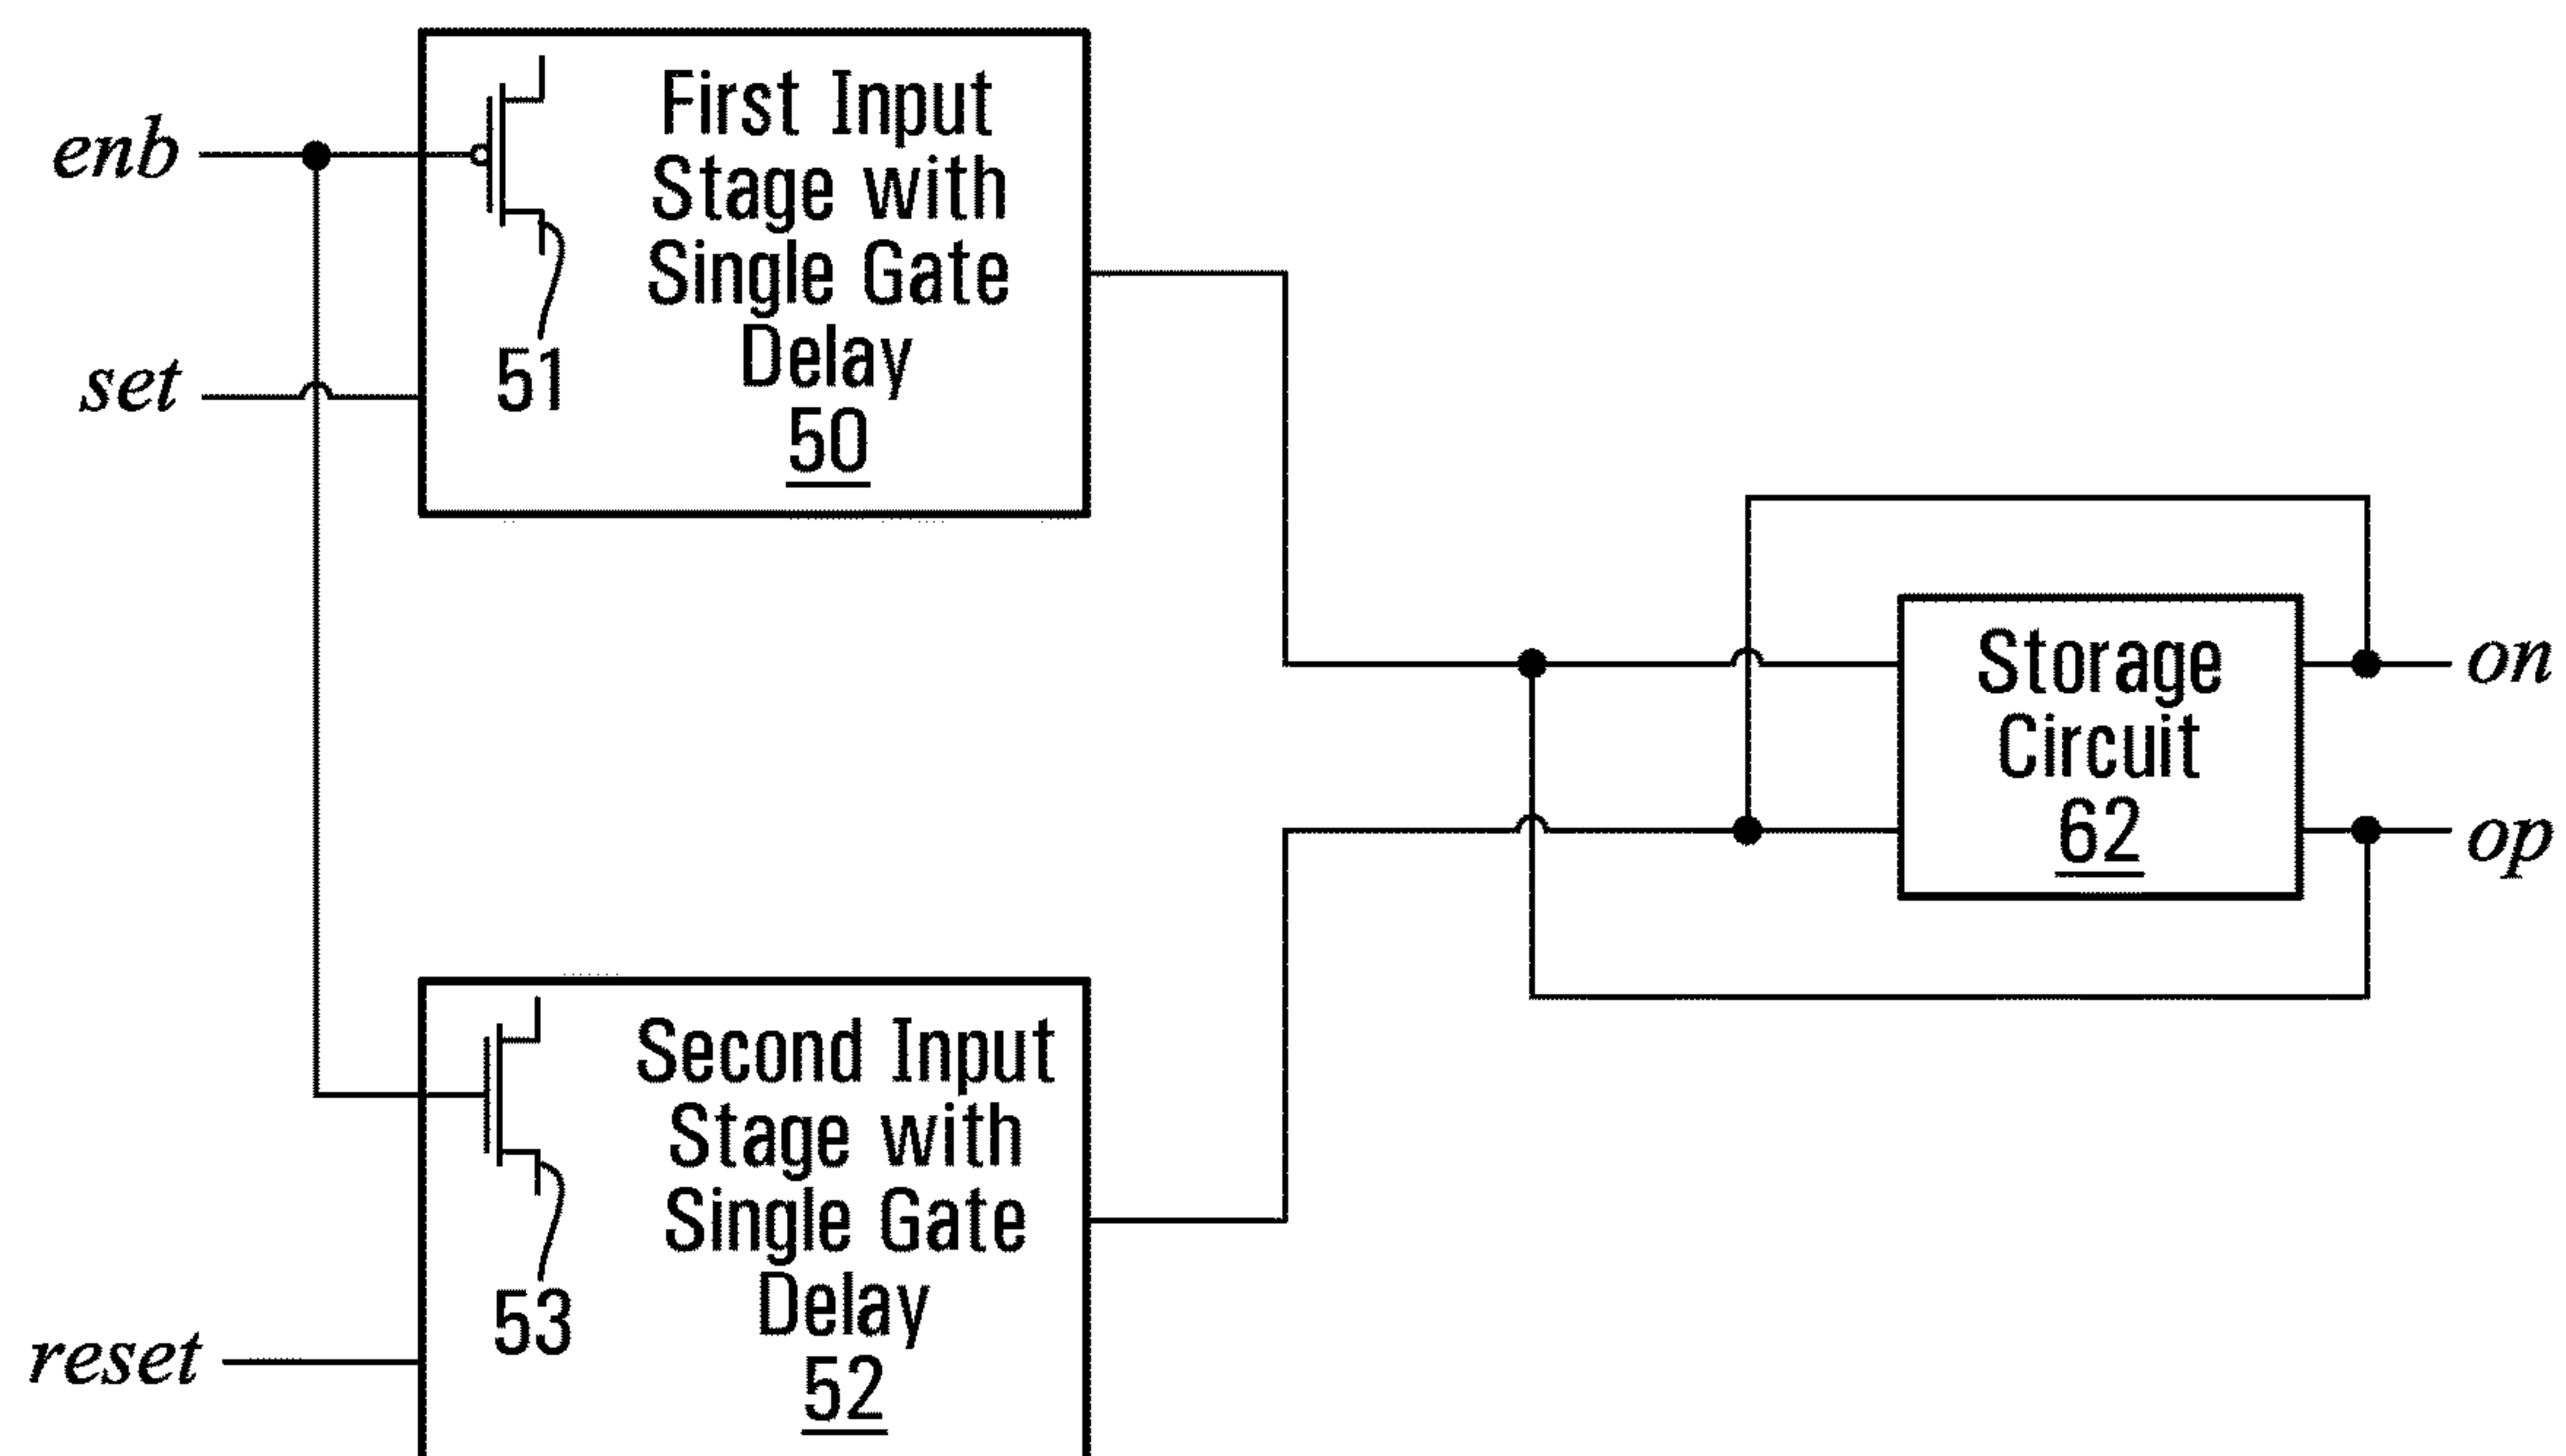 enb
set
First Input
Stage with
Single Gate
Delay
50
51
Storage
Circuit
62
on
op
Second Input
Stage with
Single Gate
Delay
52
53
reset